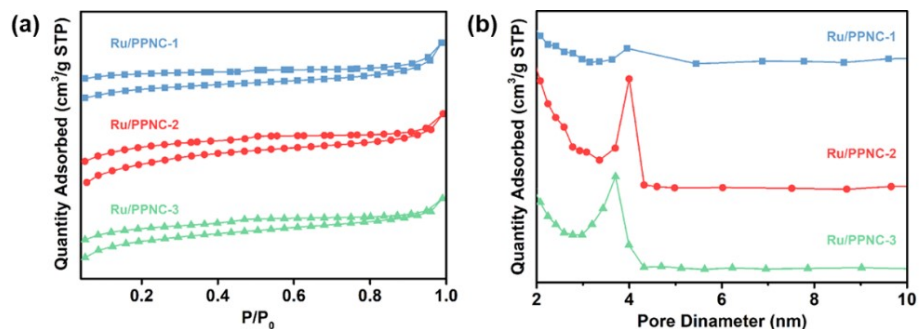 (a)
Quantity Adsorbed (cm³/g STP)
Ru/PPNC-1
Ru/PPNC-2
Ru/PPNC-3
0.2 0.4 0.6 0.8 1.0
P/P₀
(b)
Quantity Adsorbed (cm³/g STP)
Ru/PPNC-1
Ru/PPNC-2
Ru/PPNC-3
2 4 6 8 10
Pore Dinameter (nm)